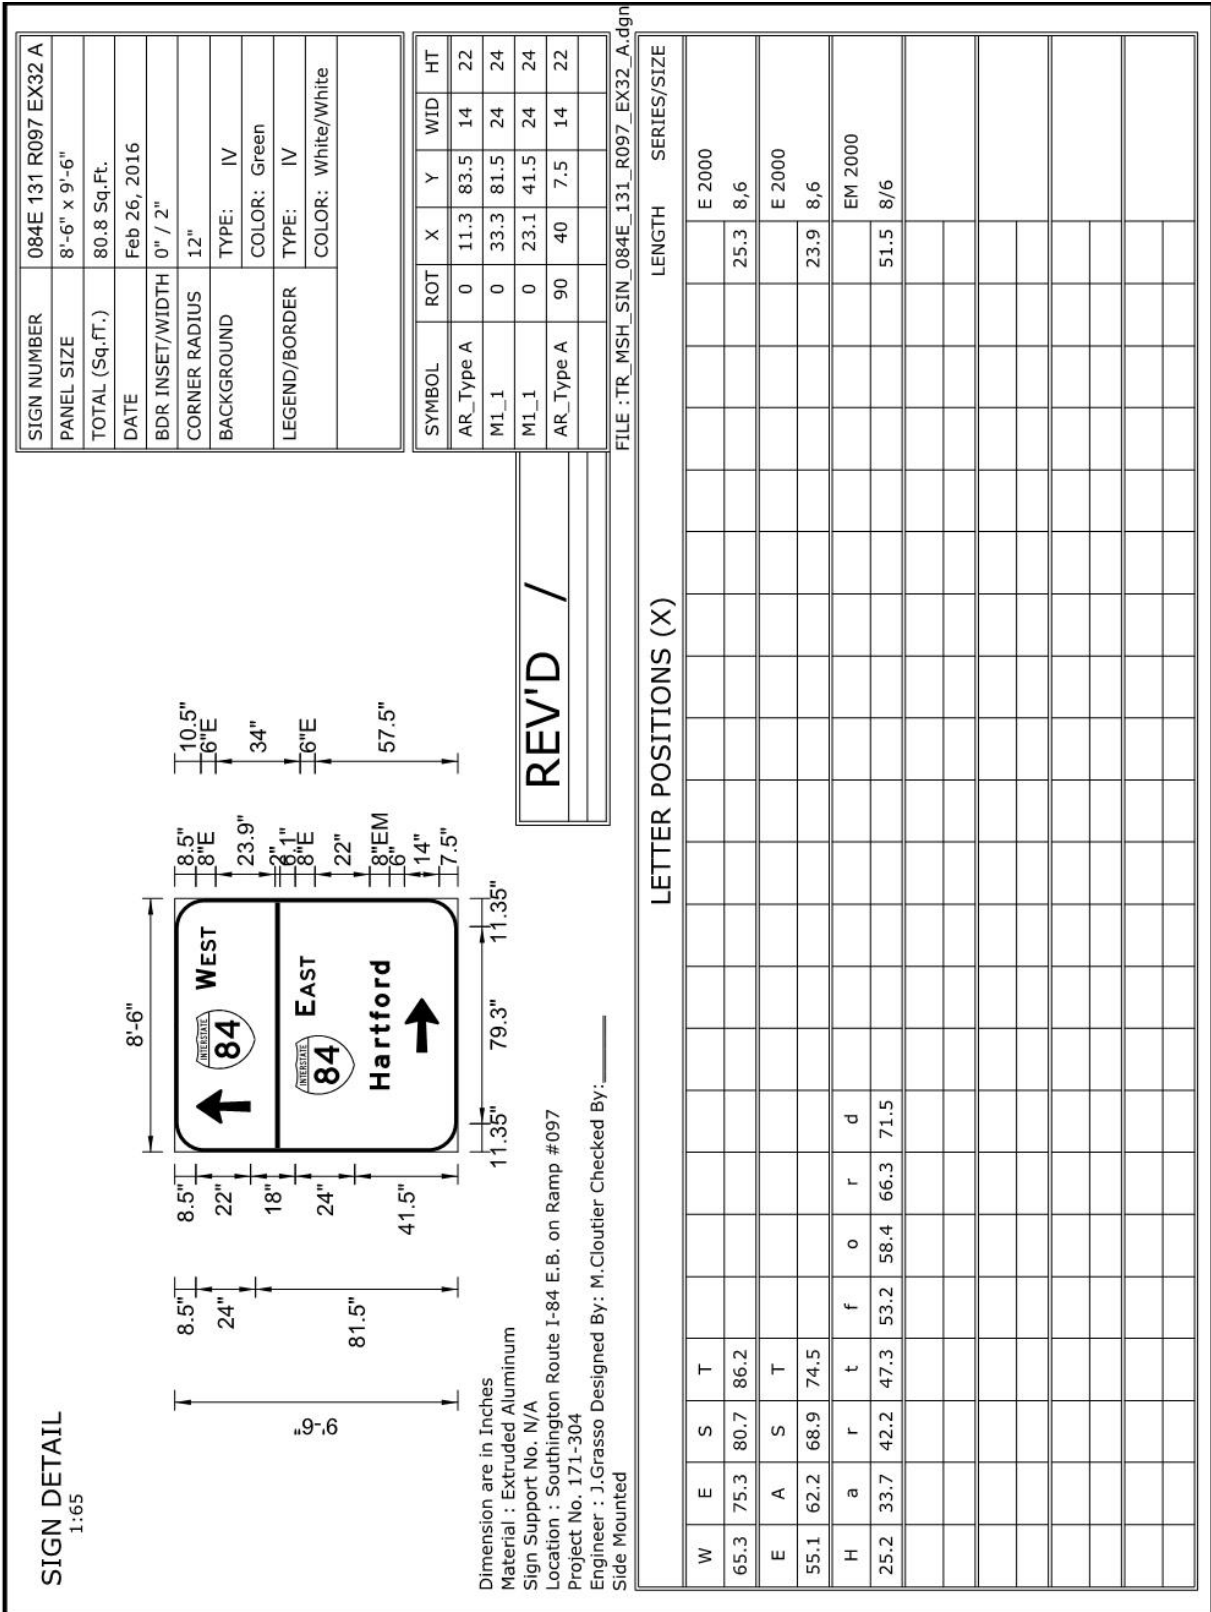 SIGN DETAIL
1:65
8'-6"
9'-6"
8.5"
24"
81.5"
8.5"
22"
18"
24"
41.5"
INTERSTATE
84
WEST
INTERSTATE
84
EAST
Hartford
11.35"
79.3"
11.35"
8.5"
8"E
23.9"
2"
6.1"
8"E
22"
8"EM
6"
14"
7.5"
10.5"
6"E
34"
6"E
57.5"
SIGN NUMBER 084E 131 R097 EX32 A
PANEL SIZE 8'-6" x 9'-6"
TOTAL (Sq.fT.) 80.8 Sq.Ft.
DATE Feb 26, 2016
BDR INSET/WIDTH 0" / 2"
CORNER RADIUS 12"
BACKGROUND TYPE: IV
COLOR: Green
LEGEND/BORDER TYPE: IV
COLOR: White/White
SYMBOL ROT X Y WID HT
AR_Type A 0 11.3 83.5 14 22
M1_1 0 33.3 81.5 24 24
M1_1 0 23.1 41.5 24 24
AR_Type A 90 40 7.5 14 22
Dimension are in Inches
Material : Extruded Aluminum
Sign Support No. N/A
Location : Southington Route I-84 E.B. on Ramp #097
Project No. 171-304
Engineer : J.Grasso Designed By: M.Cloutier Checked By:________
Side Mounted
REV'D /
FILE :TR_MSH_SIN_084E_131_R097_EX32_A.dgn
LETTER POSITIONS (X) LENGTH SERIES/SIZE
W E S T E 2000
65.3 75.3 80.7 86.2 25.3 8,6
E A S T E 2000
55.1 62.2 68.9 74.5 23.9 8,6
H a r t f o r d EM 2000
25.2 33.7 42.2 47.3 53.2 58.4 66.3 71.5 51.5 8/6